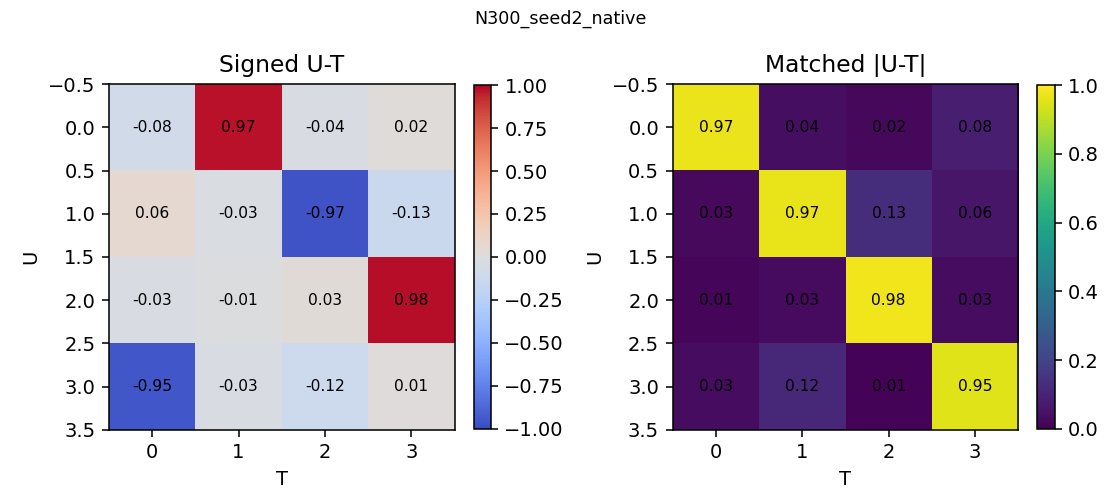 N300_seed2_native
Signed U-T
−0.5
0.0
0.5
1.0
1.5
2.0
2.5
3.0
3.5
U
-0.08 0.97 -0.04 0.02
0.06 -0.03 -0.97 -0.13
-0.03 -0.01 0.03 0.98
-0.95 -0.03 -0.12 0.01
0 1 2 3
T
1.00
0.75
0.50
0.25
0.00
−0.25
−0.50
−0.75
−1.00
Matched |U-T|
−0.5
0.0
0.5
1.0
1.5
2.0
2.5
3.0
3.5
U
0.97 0.04 0.02 0.08
0.03 0.97 0.13 0.06
0.01 0.03 0.98 0.03
0.03 0.12 0.01 0.95
0 1 2 3
T
1.0
0.8
0.6
0.4
0.2
0.0